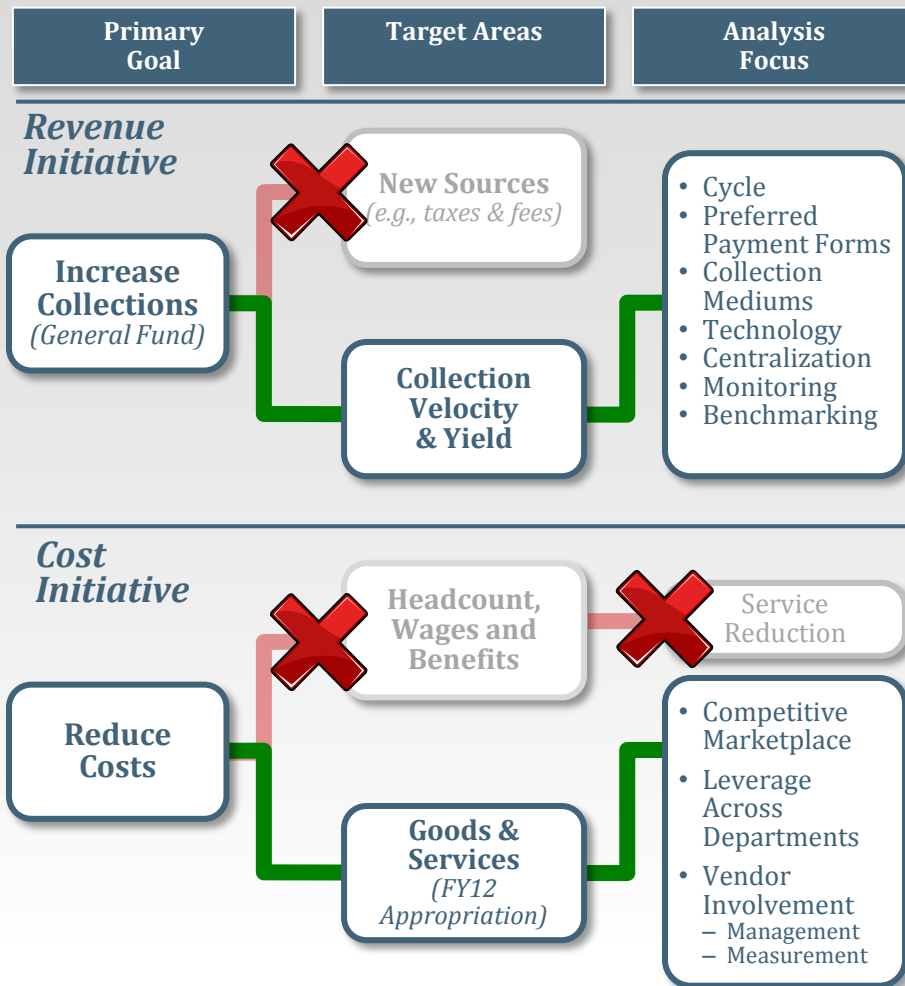 Primary
Goal
Target Areas
Analysis
Focus
Revenue
Initiative
New Sources
(e.g., taxes & fees)
Increase
Collections
(General Fund)
Collection
Velocity
& Yield
• Cycle
• Preferred
Payment Forms
• Collection
Mediums
• Technology
• Centralization
• Monitoring
• Benchmarking
Cost
Initiative
Headcount,
Wages and
Benefits
Service
Reduction
Reduce
Costs
Goods &
Services
(FY12
Appropriation)
• Competitive
Marketplace
• Leverage
Across
Departments
• Vendor
Involvement
– Management
– Measurement